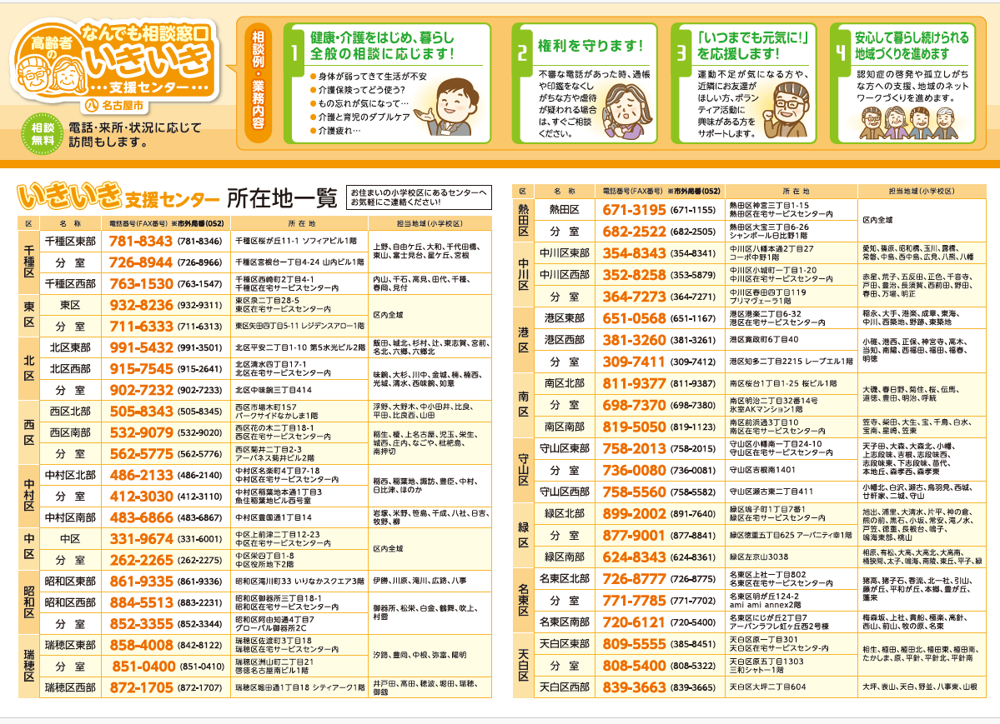 高齢者の
なんでも相談窓口
いきいき
支援センター
八 名古屋市
相談無料
電話・来所・状況に応じて
訪問もします。
相談例・業務内容
1
健康・介護をはじめ、暮らし
全般の相談に応じます!
●身体が弱ってきて生活が不安
●介護保険ってどう使う?
●もの忘れが気になって…
●介護と育児のダブルケア
●介護疲れ…
2
権利を守ります!
不審な電話があった時、通帳
や印鑑をなくし
がちな方や虐待
が疑われる場合
は、すぐご相談
ください。
3
「いつまでも元気に!」
を応援します!
運動不足が気になる方や、
近隣にお友達が
ほしい方、ボラン
ティア活動に
興味がある方を
サポートします。
4
安心して暮らし続けられる
地域づくりを進めます
認知症の啓発や孤立しがち
な方への支援、地域のネット
ワークづくりを進めます。
いきいき支援センター 所在地一覧
お住まいの小学校区にあるセンターへ
お気軽にご連絡ください!
区 名称 電話番号(FAX番号) ※市外局番(052) 所在地 担当地域(小学校区)
千種区
千種区東部 781-8343 (781-8346) 千種区桜が丘11-1 ソフィアビル1階
上野、自由ケ丘、大和、千代田橋、
東山、富士見台、星ケ丘、宮根
分室 726-8944 (726-8966) 千種区宮根台一丁目4-24 山内ビル1階
千種区西部 763-1530 (763-1547) 千種区西崎町2丁目4-1
千種区在宅サービスセンター内
内山、千石、高見、田代、千種、
春岡、見付
東区
東区 932-8236 (932-9311) 東区泉二丁目28-5
東区在宅サービスセンター内
区内全域
分室 711-6333 (711-6313) 東区矢田四丁目5-11 レジデンスアロー1階
北区
北区東部 991-5432 (991-3501) 北区平安二丁目1-10 第5水光ビル2階
飯田、城北、杉村、辻、東志賀、宮前、
名北、六郷、六郷北
北区西部 915-7545 (915-2641) 北区清水四丁目17-1
北区在宅サービスセンター内
味鋺、大杉、川中、金城、楠、楠西、
光城、清水、西味鋺、如意
分室 902-7232 (902-7233) 北区中味鋺三丁目414
西区
西区北部 505-8343 (505-8345) 西区市場木町157
パークサイドなかしま1階
浮野、大野木、中小田井、比良、
平田、比良西、山田
西区南部 532-9079 (532-9020) 西区花の木二丁目18-1
西区在宅サービスセンター内
稲生、榎、上名古屋、児玉、栄生、
城西、庄内、なごや、枇杷島、
南押切
分室 562-5775 (562-5776) 西区菊井二丁目2-3
アーバネス菊井ビル2階
中村区
中村区北部 486-2133 (486-2140) 中村区名楽町4丁目7-18
中村区在宅サービスセンター内
稲西、稲葉地、諏訪、豊臣、中村、
日比津、ほのか
分室 412-3030 (412-3110) 中村区稲葉地本通1丁目3
魚住稲葉地ビル西号室
中村区南部 483-6866 (483-6867) 中村区豊国通1丁目14
岩塚、米野、笹島、千成、八社、日吉、
牧野、柳
中区
中区 331-9674 (331-6001) 中区上前津二丁目12-23
中区在宅サービスセンター内
区内全域
分室 262-2265 (262-2275) 中区栄四丁目1-8
中区役所地下2階
昭和区
昭和区東部 861-9335 (861-9336) 昭和区滝川町33 いりなかスクエア3階
伊勝、川原、滝川、広路、八事
昭和区西部 884-5513 (883-2231) 昭和区御器所三丁目18-1
昭和区在宅サービスセンター内
御器所、松栄、白金、鶴舞、吹上、
村雲
分室 852-3355 (852-3344) 昭和区阿由知通4丁目7
グローバル御器所2C
瑞穂区
瑞穂区東部 858-4008 (842-8122) 瑞穂区佐渡町3丁目18
瑞穂区在宅サービスセンター内
汐路、豊岡、中根、弥富、陽明
分室 851-0400 (851-0410) 瑞穂区洲山町二丁目21
啓徳名古屋南ビル1階
瑞穂区西部 872-1705 (872-1707) 瑞穂区堀田通1丁目18 シティアーク1階
井戸田、高田、穂波、堀田、瑞穂、
御劔
区 名称 電話番号(FAX番号) ※市外局番(052) 所在地 担当地域(小学校区)
熱田区
熱田区 671-3195 (671-1155) 熱田区神宮三丁目1-15
熱田区在宅サービスセンター内
区内全域
分室 682-2522 (682-2505) 熱田区大宝三丁目6-26
シャンボール日比野1階
中川区
中川区東部 354-8343 (354-8341) 中川区八幡本通2丁目27
コーポ中野1階
愛知、篠原、昭和橋、玉川、露橋、
常磐、中島、西中島、広見、八熊、八幡
中川区西部 352-8258 (353-5879) 中川区小城町一丁目1-20
中川区在宅サービスセンター内
赤星、荒子、五反田、正色、千音寺、
戸田、豊治、長須賀、西前田、野田、
春田、万場、明正
分室 364-7273 (364-7271) 中川区春田四丁目119
プリマヴェーラ1階
港区
港区東部 651-0568 (651-1167) 港区港楽二丁目6-32
港区在宅サービスセンター内
稲永、大手、港楽、成章、東海、
中川、西築地、野跡、東築地
港区西部 381-3260 (381-3261) 港区寛政町6丁目40
小碓、港西、正保、神宮寺、高木、
当知、南陽、西福田、福田、福春、
明徳
分室 309-7411 (309-7412) 港区知多二丁目2215 レーブエル1階
南区
南区北部 811-9377 (811-9387) 南区桜台1丁目1-25 桜ビル1階
大磯、春日野、菊住、桜、伝馬、
道徳、豊田、明治、呼続
分室 698-7370 (698-7380) 南区明治二丁目32番14号
氷室AKマンション1階
南区南部 819-5050 (819-1123) 南区前浜通3丁目10
南区在宅サービスセンター内
笠寺、柴田、大生、宝、千鳥、白水、
宝南、星崎、笠東
守山区
守山区東部 758-2013 (758-2015) 守山区小幡南一丁目24-10
守山区在宅サービスセンター内
天子田、大森、大森北、小幡、
上志段味、吉根、志段味西、
志段味東、下志段味、苗代、
本地丘、森孝西、森孝東
分室 736-0080 (736-0081) 守山区吉根南1401
守山区西部 758-5560 (758-5582) 守山区瀬古東二丁目411
小幡北、白沢、瀬古、鳥羽見、西城、
廿軒家、二城、守山
緑区
緑区北部 899-2002 (891-7640) 緑区鳴子町1丁目7番1
緑区在宅サービスセンター内
旭出、浦里、大清水、片平、神の倉、
熊の前、黒石、小坂、常安、滝ノ水、
戸笠、徳重、長根台、鳴子、
鳴海東部、桃山
分室 877-9001 (877-8841) 緑区徳重五丁目625 アーバニティ幸1階
緑区南部 624-8343 (624-8361) 緑区左京山3038
相原、有松、大高、大高北、大高南、
桶狭間、太子、鳴海、南陵、東丘、平子、緑
名東区
名東区北部 726-8777 (726-8775) 名東区上社一丁目802
名東区在宅サービスセンター内
猪高、猪子石、香流、北一社、引山、
藤が丘、平和が丘、本郷、豊が丘、
蓬来
分室 771-7785 (771-7702) 名東区明が丘124-2
ami ami annex2階
名東区南部 720-6121 (720-5400) 名東区にじが丘2丁目7
アーバンラフレ虹ヶ丘西2号棟
梅森坂、上社、貴船、極楽、高針、
西山、前山、牧の原、名東
天白区
天白区東部 809-5555 (385-8451) 天白区原一丁目301
天白区在宅サービスセンタ-内
相生、植田、植田北、植田東、植田南、
たかしま、原、平針、平針北、平針南
分室 808-5400 (808-5322) 天白区原五丁目1303
三和シャトー1階
天白区西部 839-3663 (839-3665) 天白区大坪二丁目604
大坪、表山、天白、野並、八事東、山根